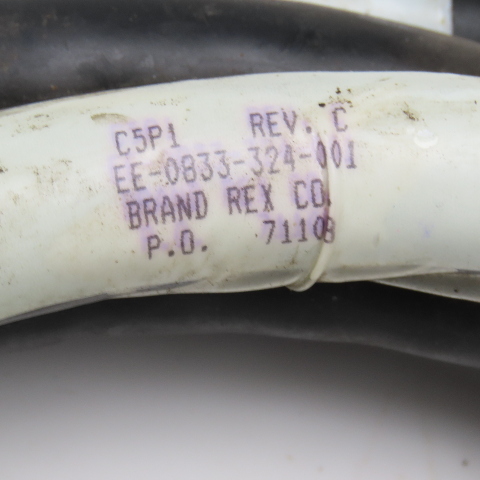 C5P1 REV. C
EE-0833-324-001
BRAND REX CO.
P.O. 71108